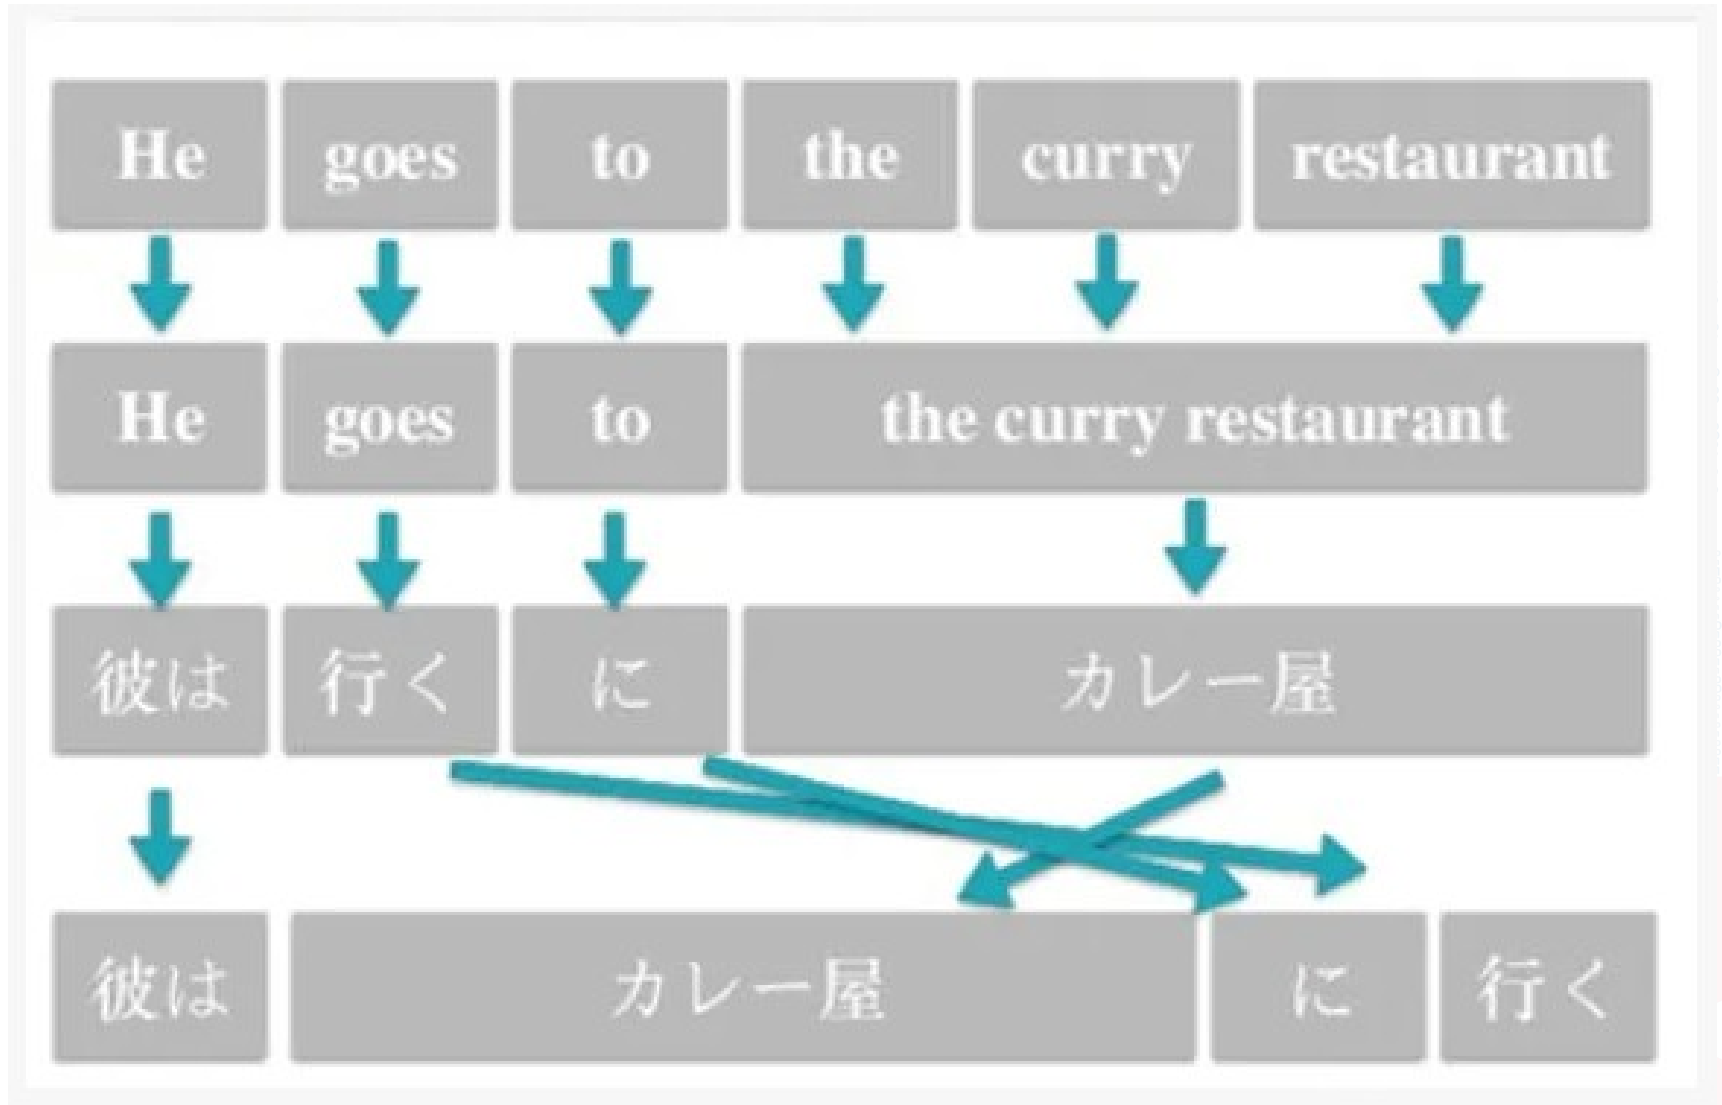 He goes to the curry restaurant
He goes to the curry restaurant
彼は 行く に カレー屋
彼は カレー屋 に 行く